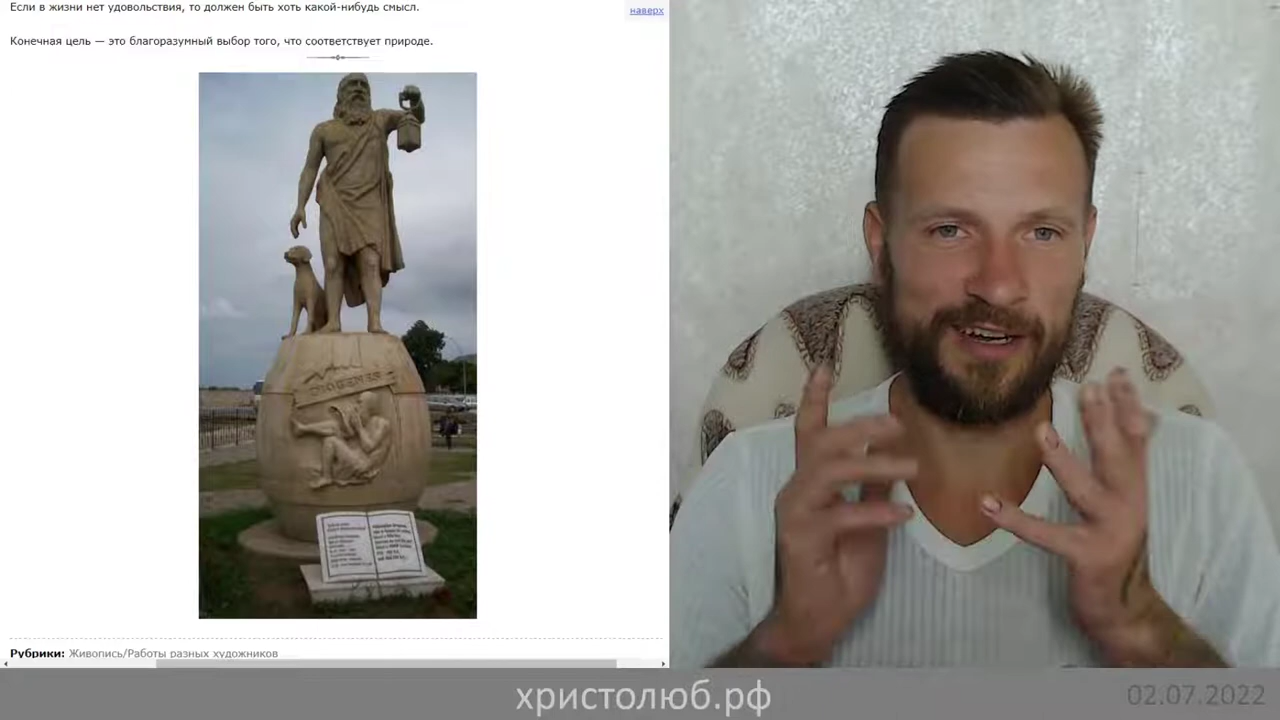 Если в жизни нет удовольствия, то должен быть хоть какой-нибудь смысл.
наверх
Конечная цель — это благоразумный выбор того, что соответствует природе.
DIOGENES
Рубрики: Живопись/Работы разных художников
христолюб.рф
02.07.2022